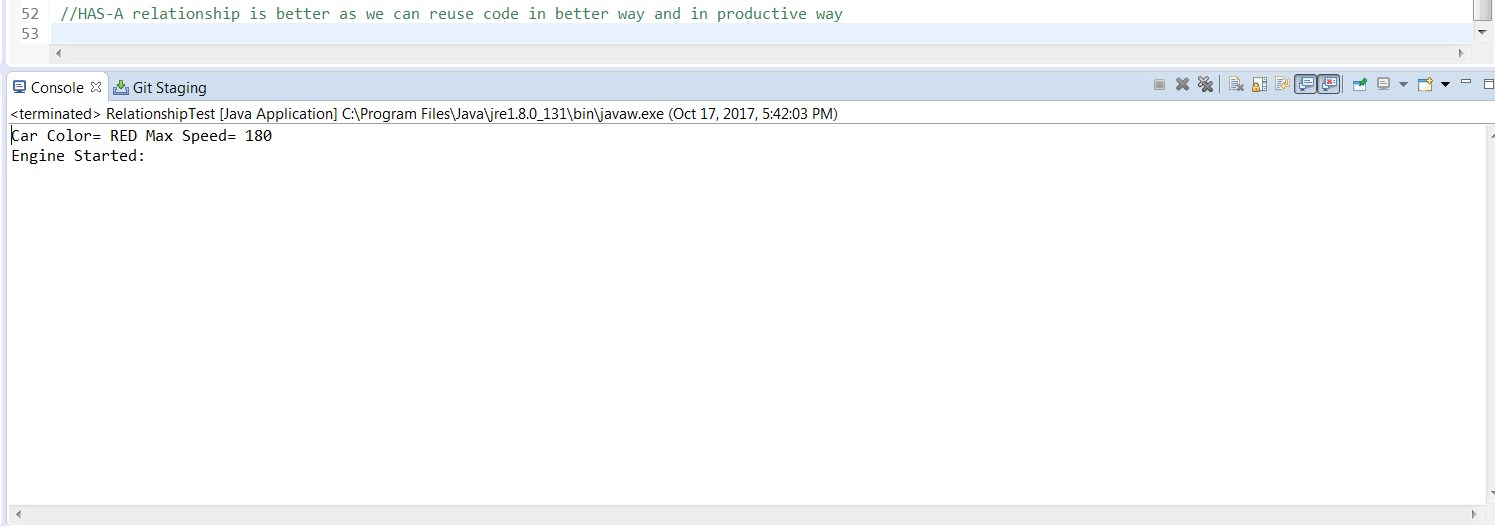 52 //HAS-A relationship is better as we can reuse code in better way and in productive way
53
Console Git Staging
<terminated> RelationshipTest [Java Application] C:\Program Files\Java\jre1.8.0_131\bin\javaw.exe (Oct 17, 2017, 5:42:03 PM)
Car Color= RED Max Speed= 180
Engine Started: